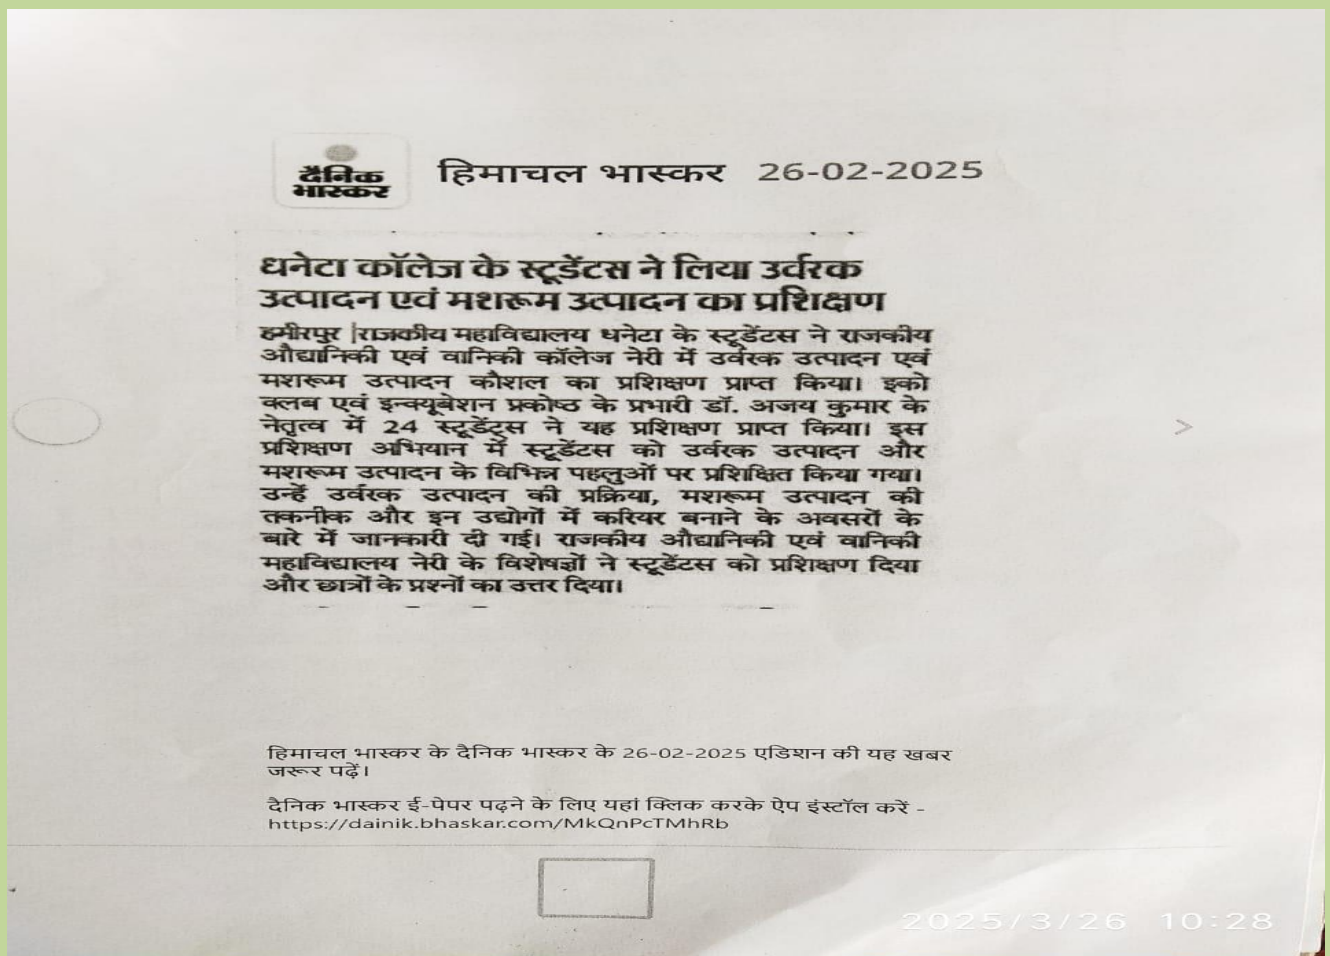 दैनिक
भास्कर
हिमाचल भास्कर 26-02-2025
धनेटा कॉलेज के स्टूडेंटस ने लिया उर्वरक
उत्पादन एवं मशरूम उत्पादन का प्रशिक्षण
हमीरपुर |राजकीय महाविद्यालय धनेटा के स्टूडेंटस ने राजकीय
औद्यानिकी एवं वानिकी कॉलेज नेरी में उर्वरक उत्पादन एवं
मशरूम उत्पादन कौशल का प्रशिक्षण प्राप्त किया। इको
क्लब एवं इन्क्यूबेशन प्रकोष्ठ के प्रभारी डॉ. अजय कुमार के
नेतृत्व में 24 स्टूडेंट्स ने यह प्रशिक्षण प्राप्त किया। इस
प्रशिक्षण अभियान में स्टूडेंटस को उर्वरक उत्पादन और
मशरूम उत्पादन के विभिन्न पहलुओं पर प्रशिक्षित किया गया।
उन्हें उर्वरक उत्पादन की प्रक्रिया, मशरूम उत्पादन की
तकनीक और इन उद्योगों में करियर बनाने के अवसरों के
बारे में जानकारी दी गई। राजकीय औद्यानिकी एवं वानिकी
महाविद्यालय नेरी के विशेषज्ञों ने स्टूडेंटस को प्रशिक्षण दिया
और छात्रों के प्रश्नों का उत्तर दिया।
हिमाचल भास्कर के दैनिक भास्कर के 26-02-2025 एडिशन की यह खबर
जरूर पढ़ें।
दैनिक भास्कर ई-पेपर पढ़ने के लिए यहां क्लिक करके ऐप इंस्टॉल करें -
https://dainik.bhaskar.com/MkQnPcTMhRb
2025/3/26 10:28